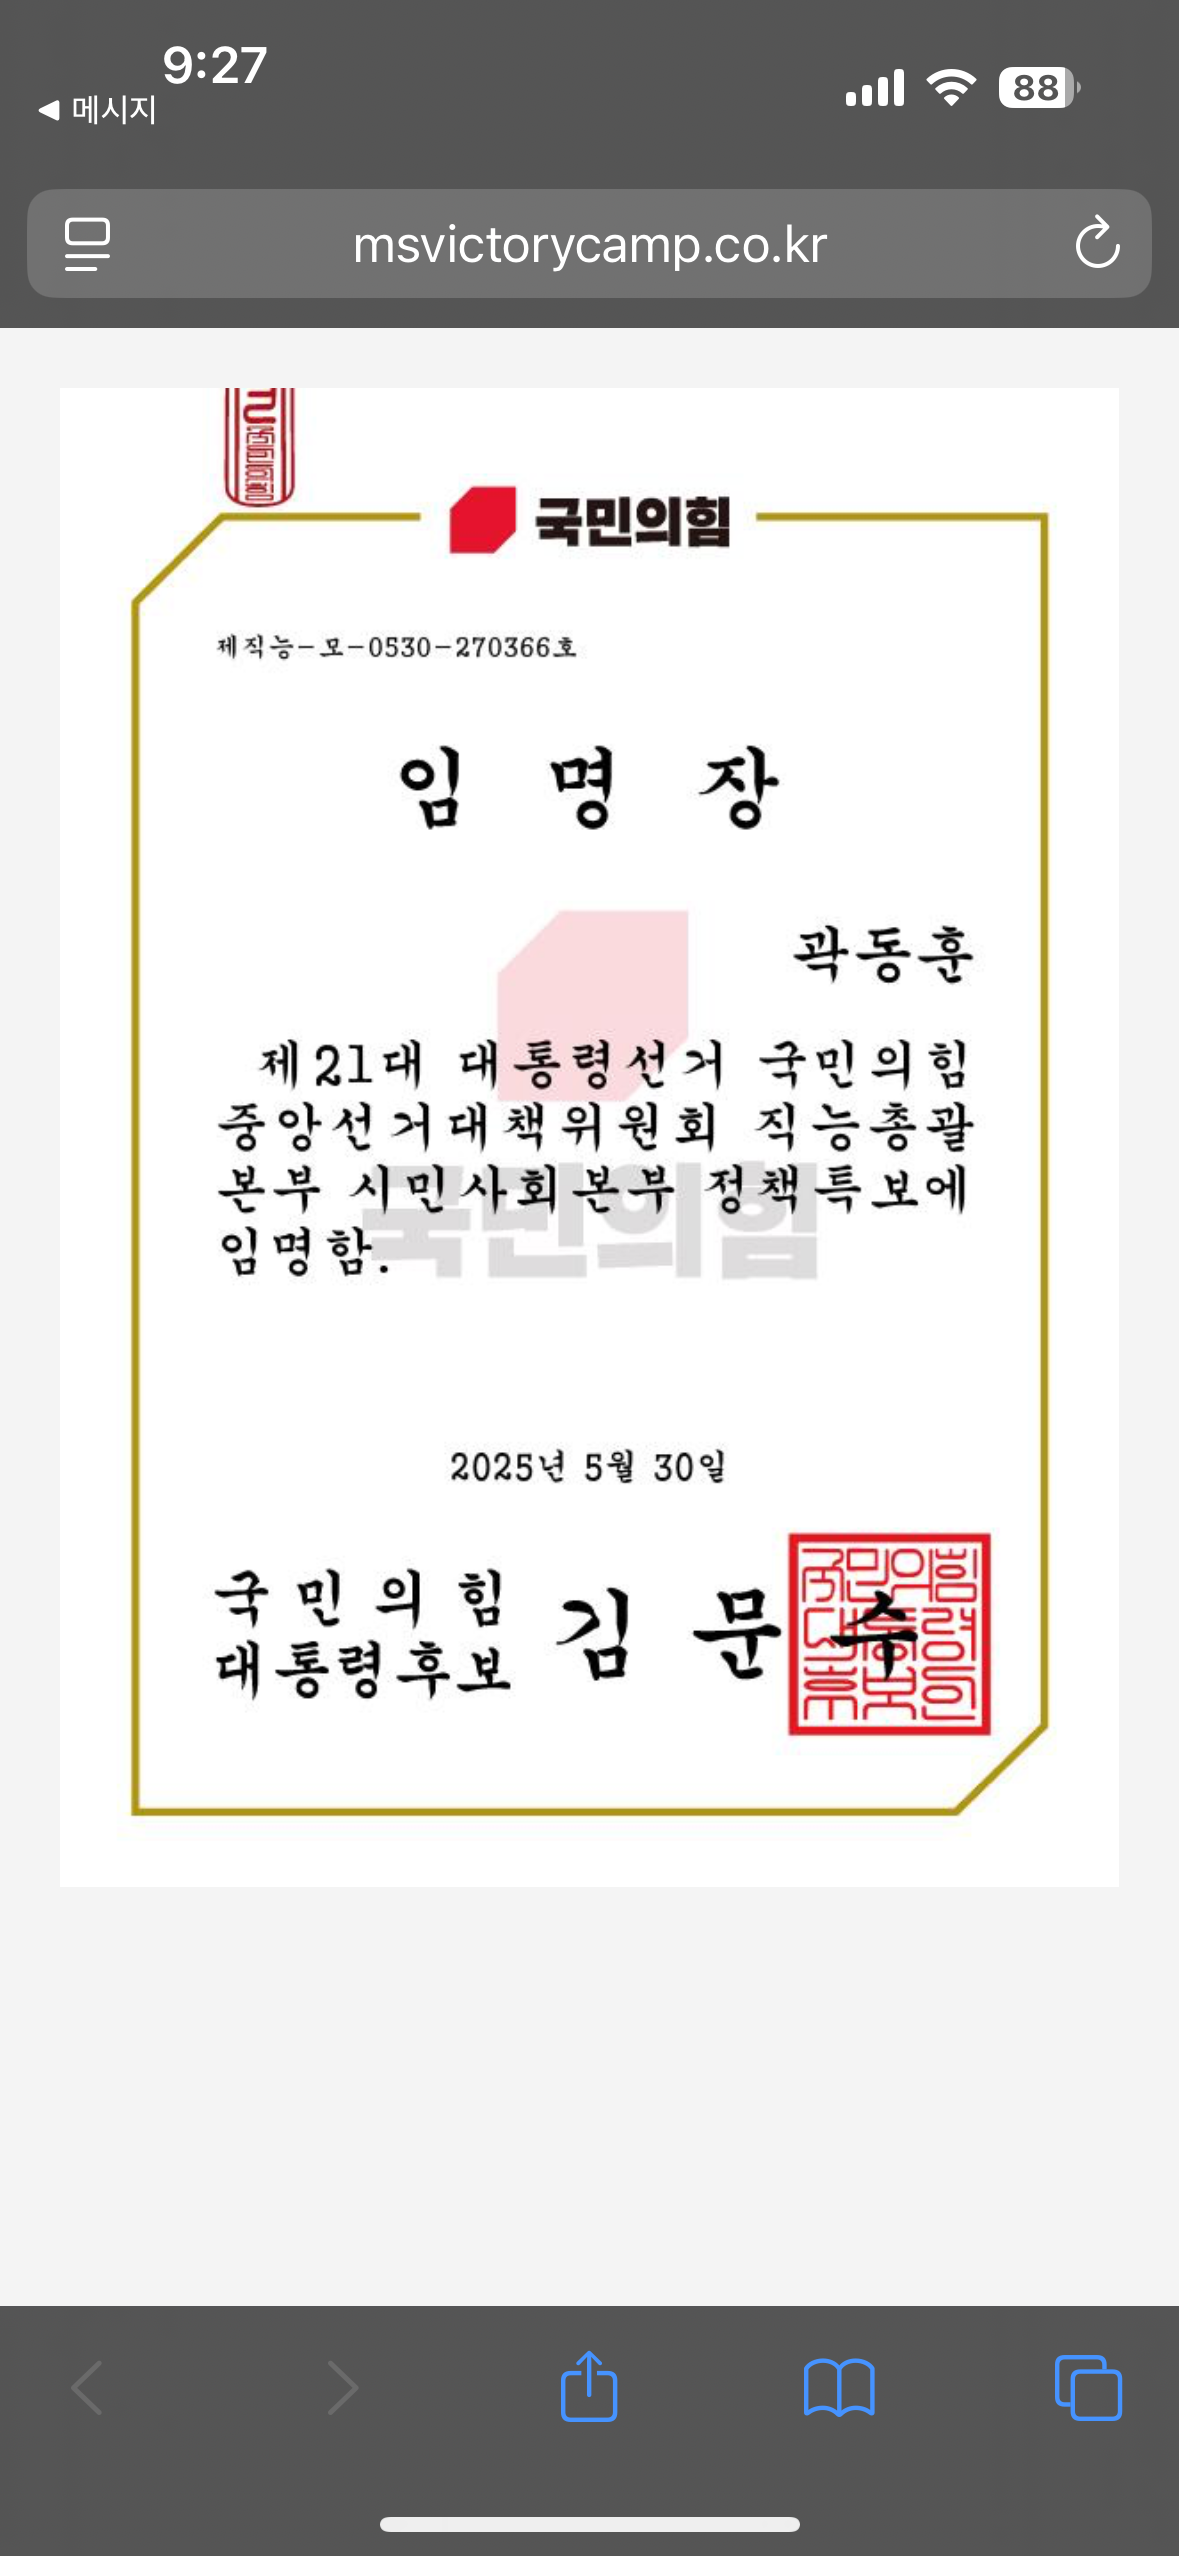 9:27
메시지
88
msvictorycamp.co.kr
국민의힘
제직능-모-0530-270366호
임 명 장
곽동훈
제21대 대통령선거 국민의힘
중앙선거대책위원회 직능총괄
본부 시민사회본부 정책특보에
임명함.
국민의힘
2025년 5월 30일
국 민 의 힘
대통령후보
김 문 수
국민의힘
대통령
후보의